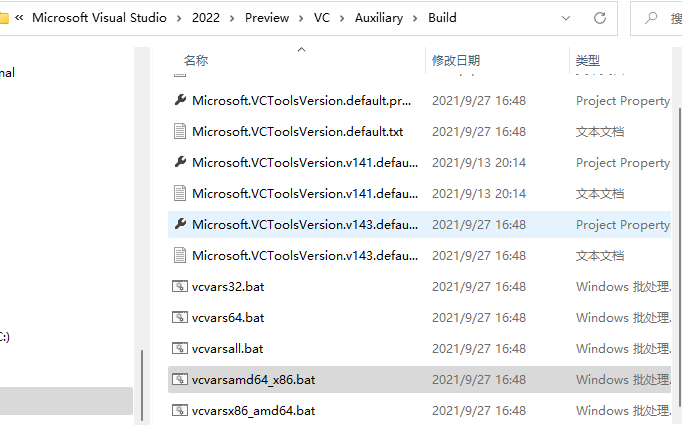 « Microsoft Visual Studio > 2022 > Preview > VC > Auxiliary > Build
名称 修改日期 类型
nal
Microsoft.VCToolsVersion.default.pr... 2021/9/27 16:48 Project Property
Microsoft.VCToolsVersion.default.txt 2021/9/27 16:48 文本文档
Microsoft.VCToolsVersion.v141.defau... 2021/9/13 20:14 Project Property
Microsoft.VCToolsVersion.v141.defau... 2021/9/13 20:14 文本文档
Microsoft.VCToolsVersion.v143.defau... 2021/9/27 16:48 Project Property
Microsoft.VCToolsVersion.v143.defau... 2021/9/27 16:48 文本文档
vcvars32.bat 2021/9/27 16:48 Windows 批处理
vcvars64.bat 2021/9/27 16:48 Windows 批处理
C:)
vcvarsall.bat 2021/9/27 16:48 Windows 批处理
vcvarsamd64_x86.bat 2021/9/27 16:48 Windows 批处理
vcvarsx86_amd64.bat 2021/9/27 16:48 Windows 批处理